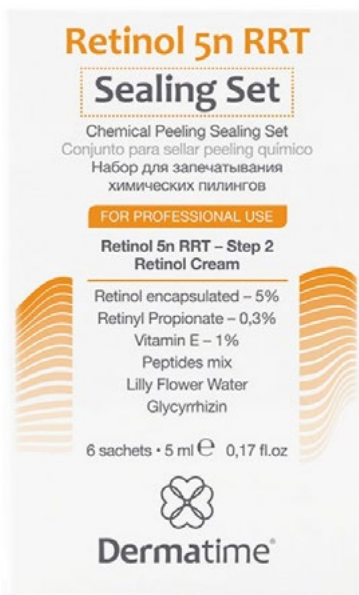 Retinol 5n RRT
Sealing Set
Chemical Peeling Sealing Set
Conjunto para sellar peeling químico
Набор для запечатывания
химических пилингов
FOR PROFESSIONAL USE
Retinol 5n RRT – Step 2
Retinol Cream
Retinol encapsulated – 5%
Retinyl Propionate – 0,3%
Vitamin E – 1%
Peptides mix
Lilly Flower Water
Glycyrrhizin
6 sachets • 5 ml ℮ 0,17 fl.oz
Dermatime®